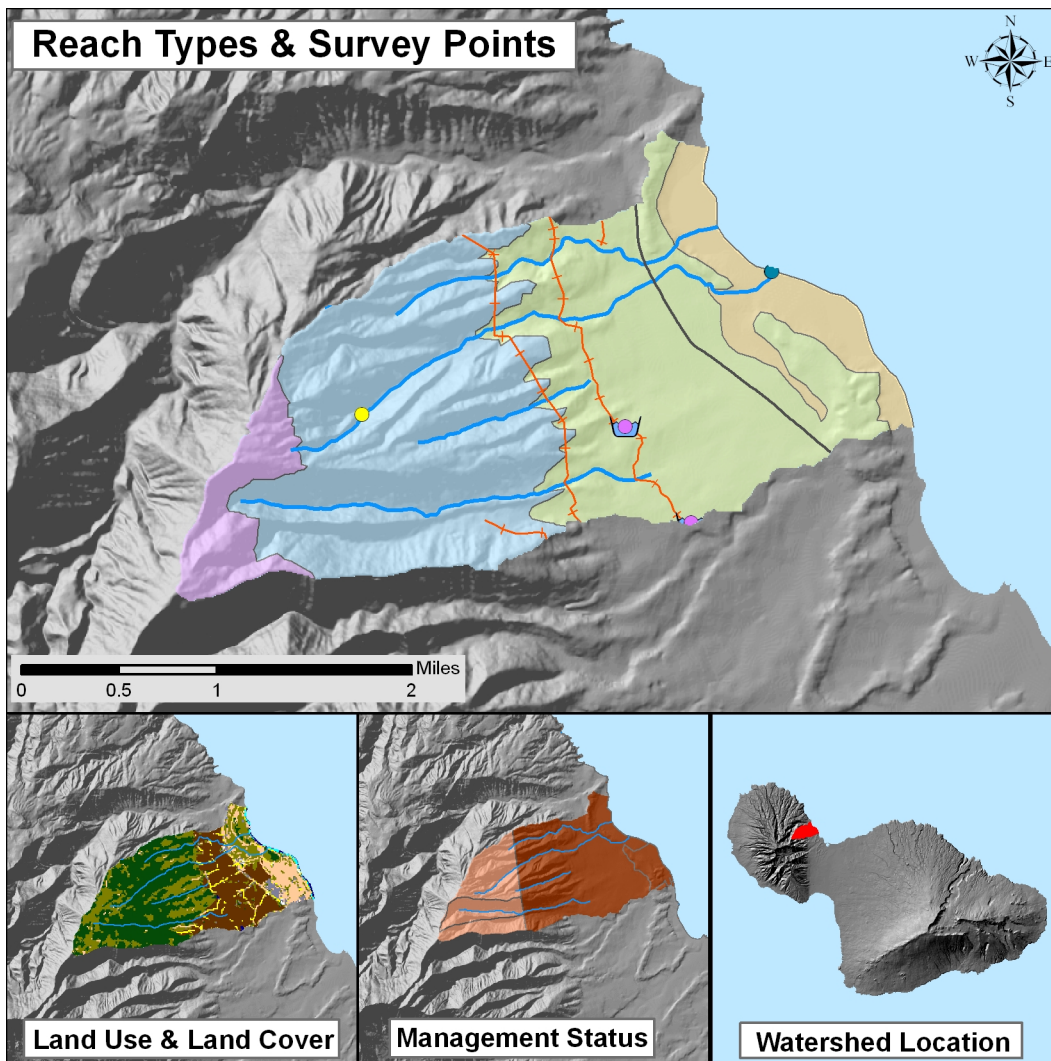 Reach Types & Survey Points
N
W E
S
Miles
0 0.5 1 2
Land Use & Land Cover
Management Status
Watershed Location